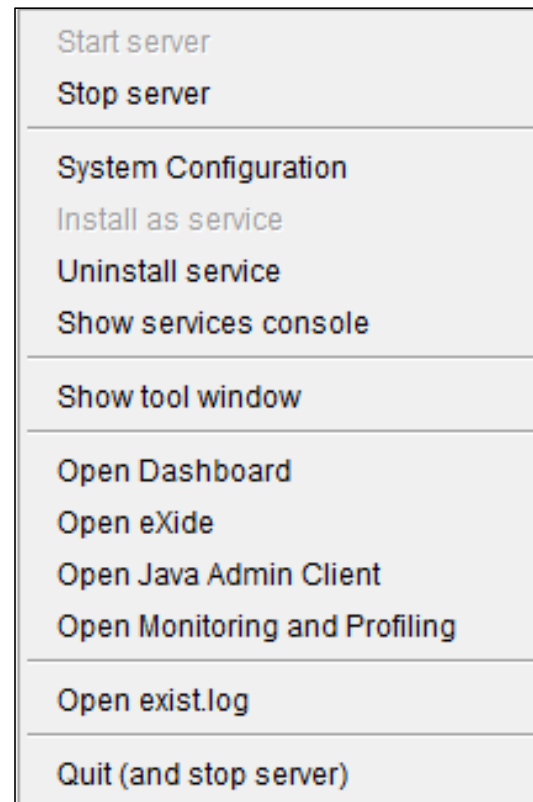 Start server
Stop server
System Configuration
Install as service
Uninstall service
Show services console
Show tool window
Open Dashboard
Open eXide
Open Java Admin Client
Open Monitoring and Profiling
Open exist.log
Quit (and stop server)